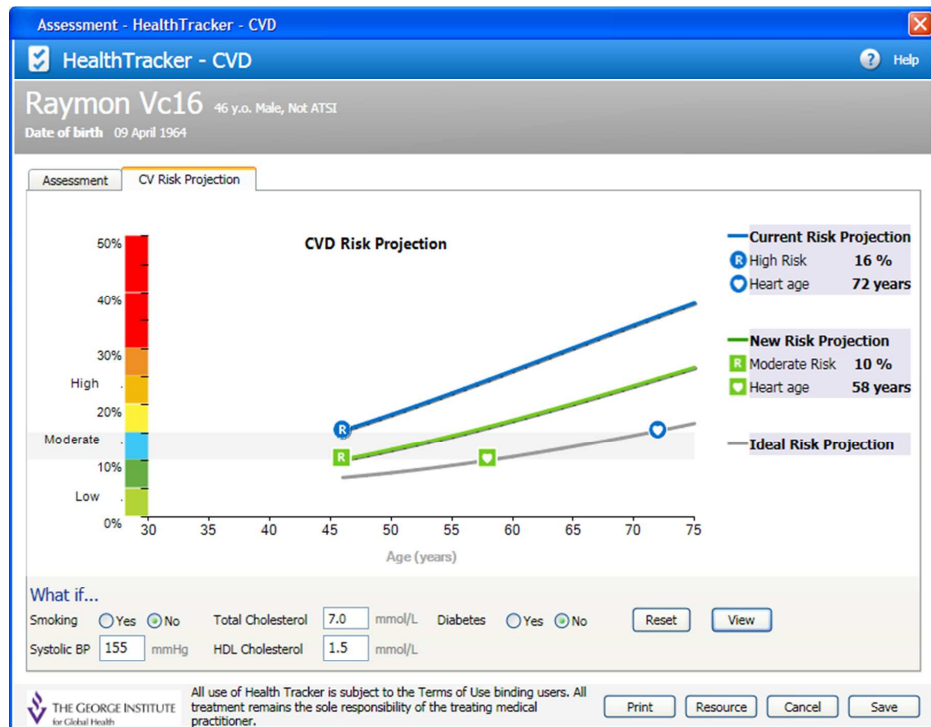 Assessment - HealthTracker - CVD
HealthTracker - CVD
? Help
Raymon Vc16 46 y.o. Male, Not ATSI
Date of birth 09 April 1964
Assessment
CV Risk Projection
CVD Risk Projection
50%
40%
30%
High
20%
Moderate
10%
Low
0%
30 35 40 45 50 55 60 65 70 75
Age (years)
R
R
Current Risk Projection
R High Risk 16 %
Heart age 72 years
New Risk Projection
R Moderate Risk 10 %
Heart age 58 years
Ideal Risk Projection
What if...
Smoking Yes No Total Cholesterol 7.0 mmol/L Diabetes Yes No Reset View
Systolic BP 155 mmHg HDL Cholesterol 1.5 mmol/L
THE GEORGE INSTITUTE
for Global Health
All use of Health Tracker is subject to the Terms of Use binding users. All
treatment remains the sole responsibility of the treating medical
practitioner.
Print Resource Cancel Save